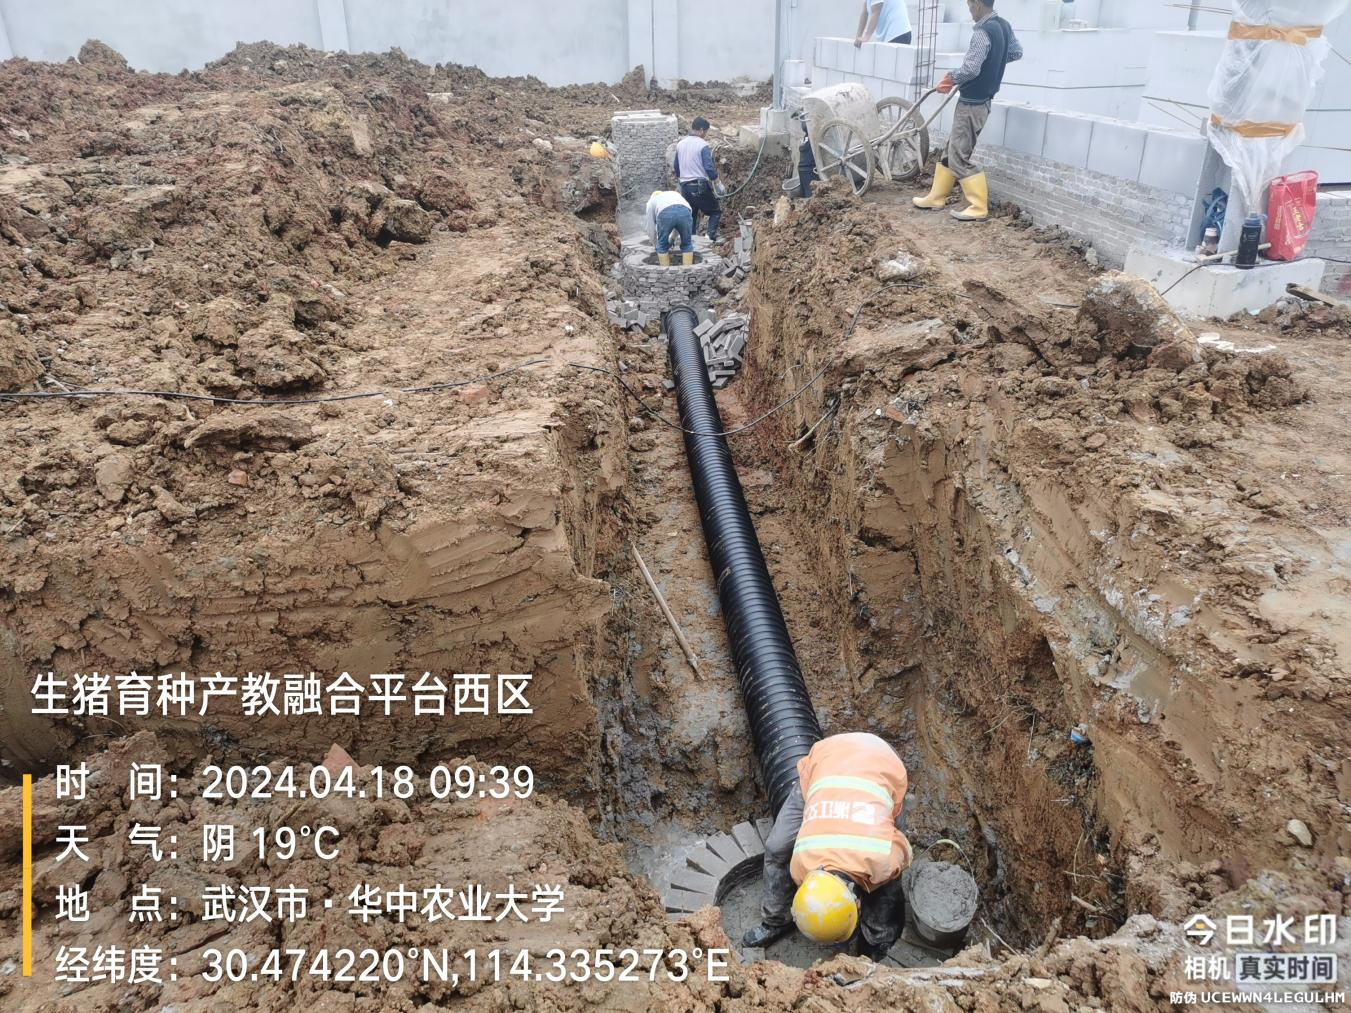 生猪育种产教融合平台西区
时 间：2024.04.18 09:39
天 气：阴 19°C
地 点：武汉市·华中农业大学
经纬度：30.474220°N,114.335273°E
今日水印
相机 真实时间
防伪 UCEWWN4LEGULHM
浙江